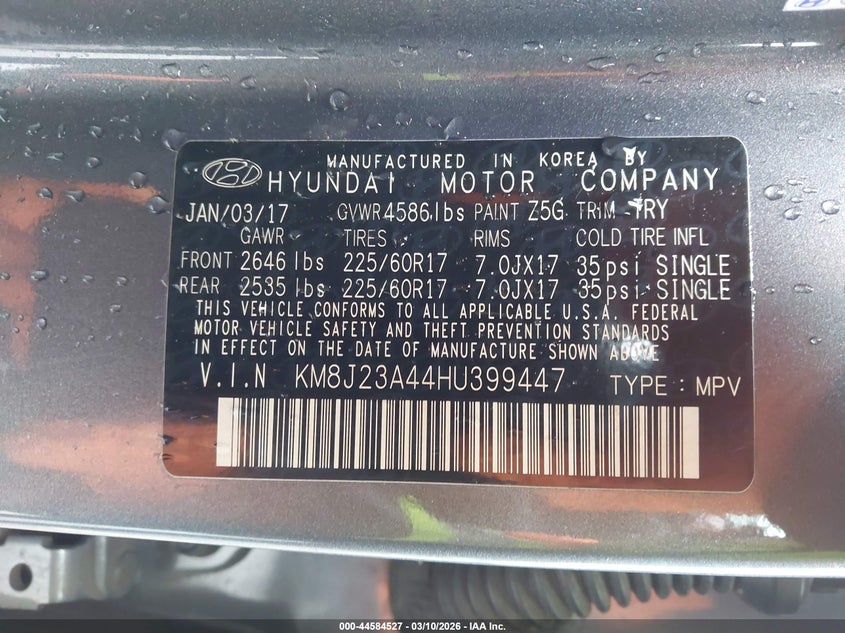 MANUFACTURED IN KOREA BY
HYUNDAI MOTOR COMPANY
JAN/03/17 GVWR 4586lbs PAINT Z5G TRIM TRY
GAWR TIRES RIMS COLD TIRE INFL
FRONT 2646 lbs 225/60R17 7.0JX17 35psi SINGLE
REAR 2535 lbs 225/60R17 7.0JX17 35psi SINGLE
THIS VEHICLE CONFORMS TO ALL APPLICABLE U.S.A. FEDERAL
MOTOR VEHICLE SAFETY AND THEFT PREVENTION STANDARDS
IN EFFECT ON THE DATE OF MANUFACTURE SHOWN ABOVE
V.I.N KM8J23A44HU399447 TYPE : MPV
000-44584527 - 03/10/2026 - IAA Inc.